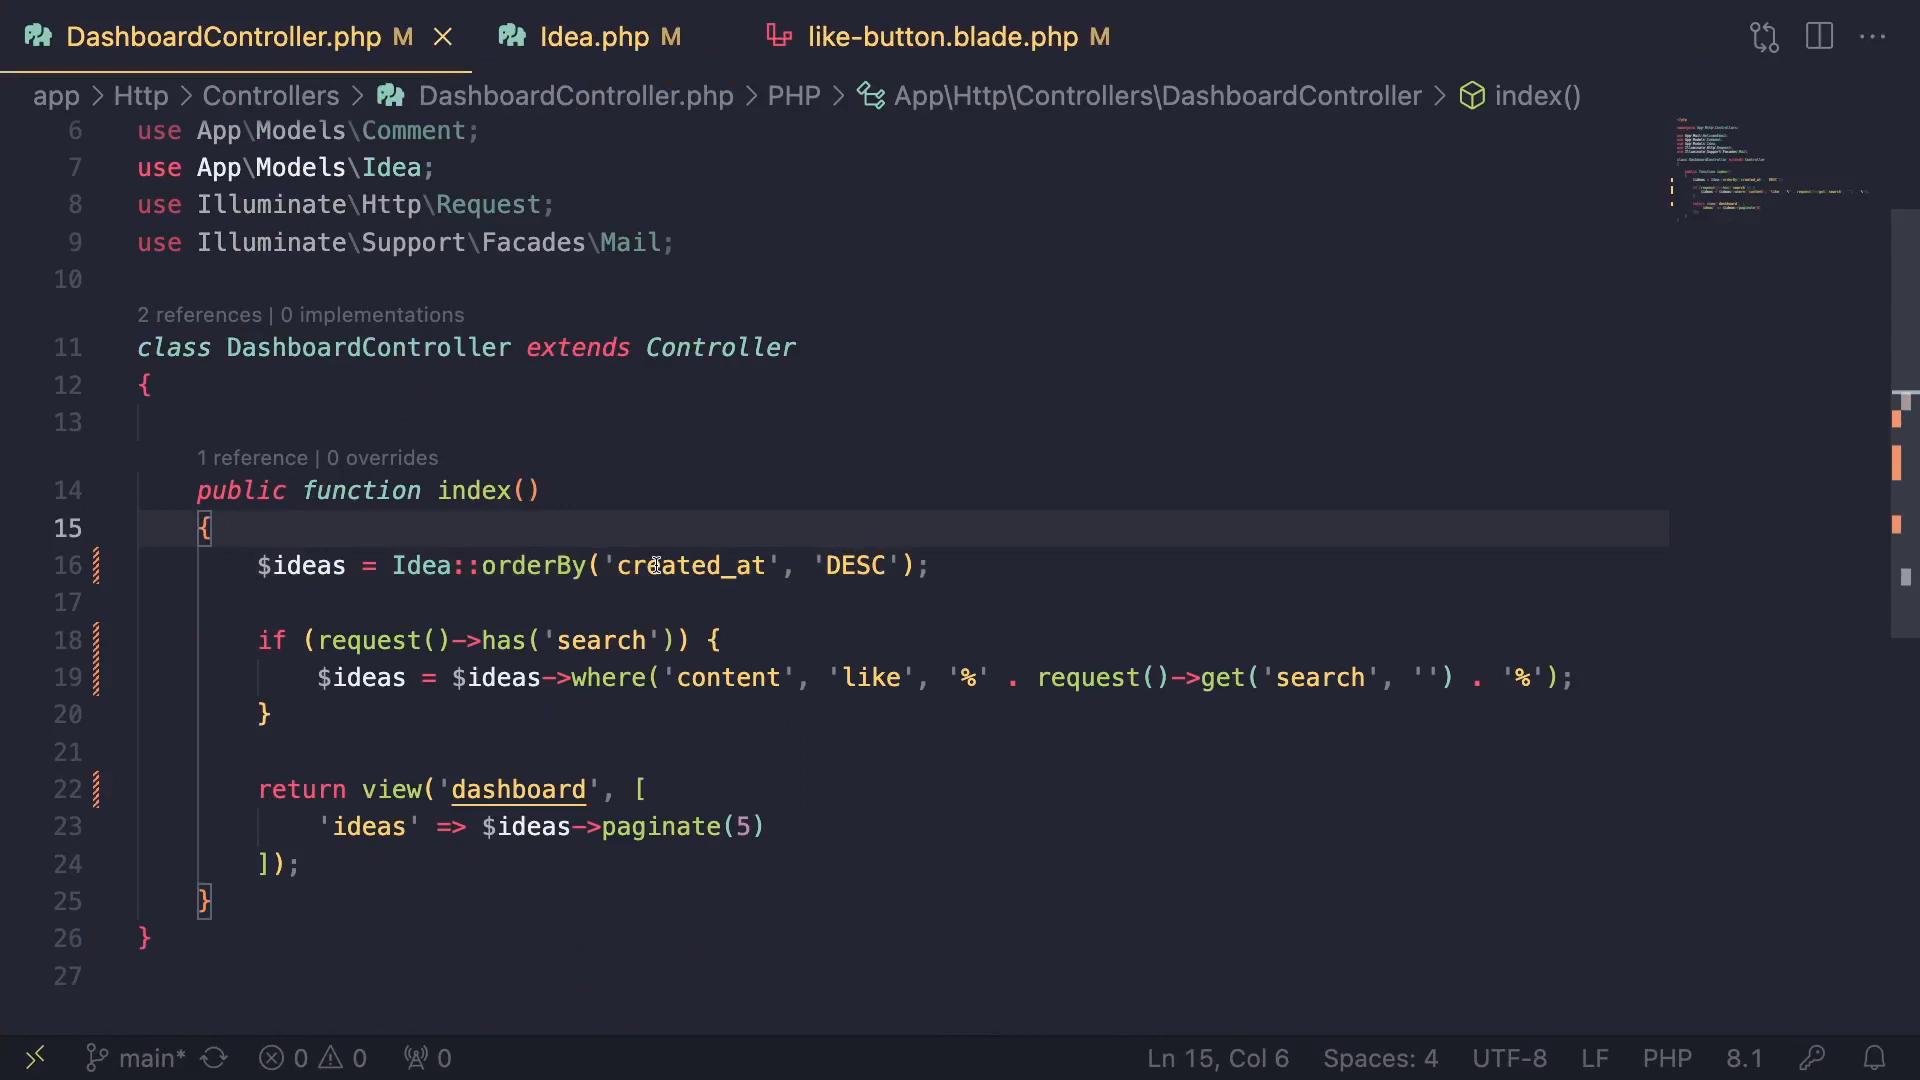 DashboardController.php M Idea.php M like-button.blade.php M
app > Http > Controllers > DashboardController.php > PHP > App\Http\Controllers\DashboardController > index()
6 use App\Models\Comment;
7 use App\Models\Idea;
8 use Illuminate\Http\Request;
9 use Illuminate\Support\Facades\Mail;
10
2 references | 0 implementations
11 class DashboardController extends Controller
12 {
13
1 reference | 0 overrides
14 public function index()
15 {
16 $ideas = Idea::orderBy('created_at', 'DESC');
17
18 if (request()->has('search')) {
19 $ideas = $ideas->where('content', 'like', '%' . request()->get('search', '') . '%');
20 }
21
22 return view('dashboard', [
23 'ideas' => $ideas->paginate(5)
24 ]);
25 }
26 }
27
main* 0 0 0 Ln 15, Col 6 Spaces: 4 UTF-8 LF PHP 8.1